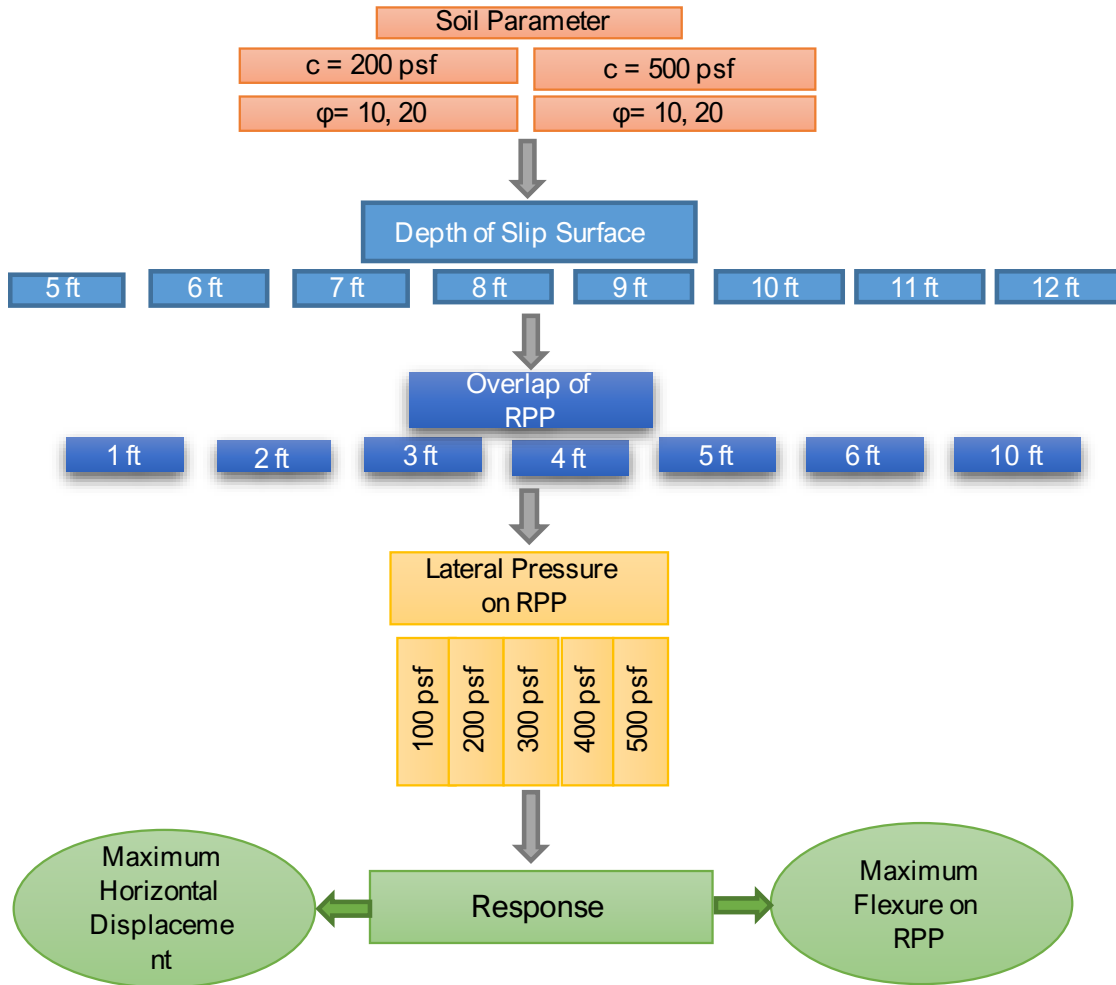 Soil Parameter
c = 200 psf
c = 500 psf
φ= 10, 20
φ= 10, 20
Depth of Slip Surface
5 ft
6 ft
7 ft
8 ft
9 ft
10 ft
11 ft
12 ft
Overlap of
RPP
1 ft
2 ft
3 ft
4 ft
5 ft
6 ft
10 ft
Lateral Pressure
on RPP
100 psf
200 psf
300 psf
400 psf
500 psf
Maximum
Horizontal
Displaceme
nt
Response
Maximum
Flexure on
RPP